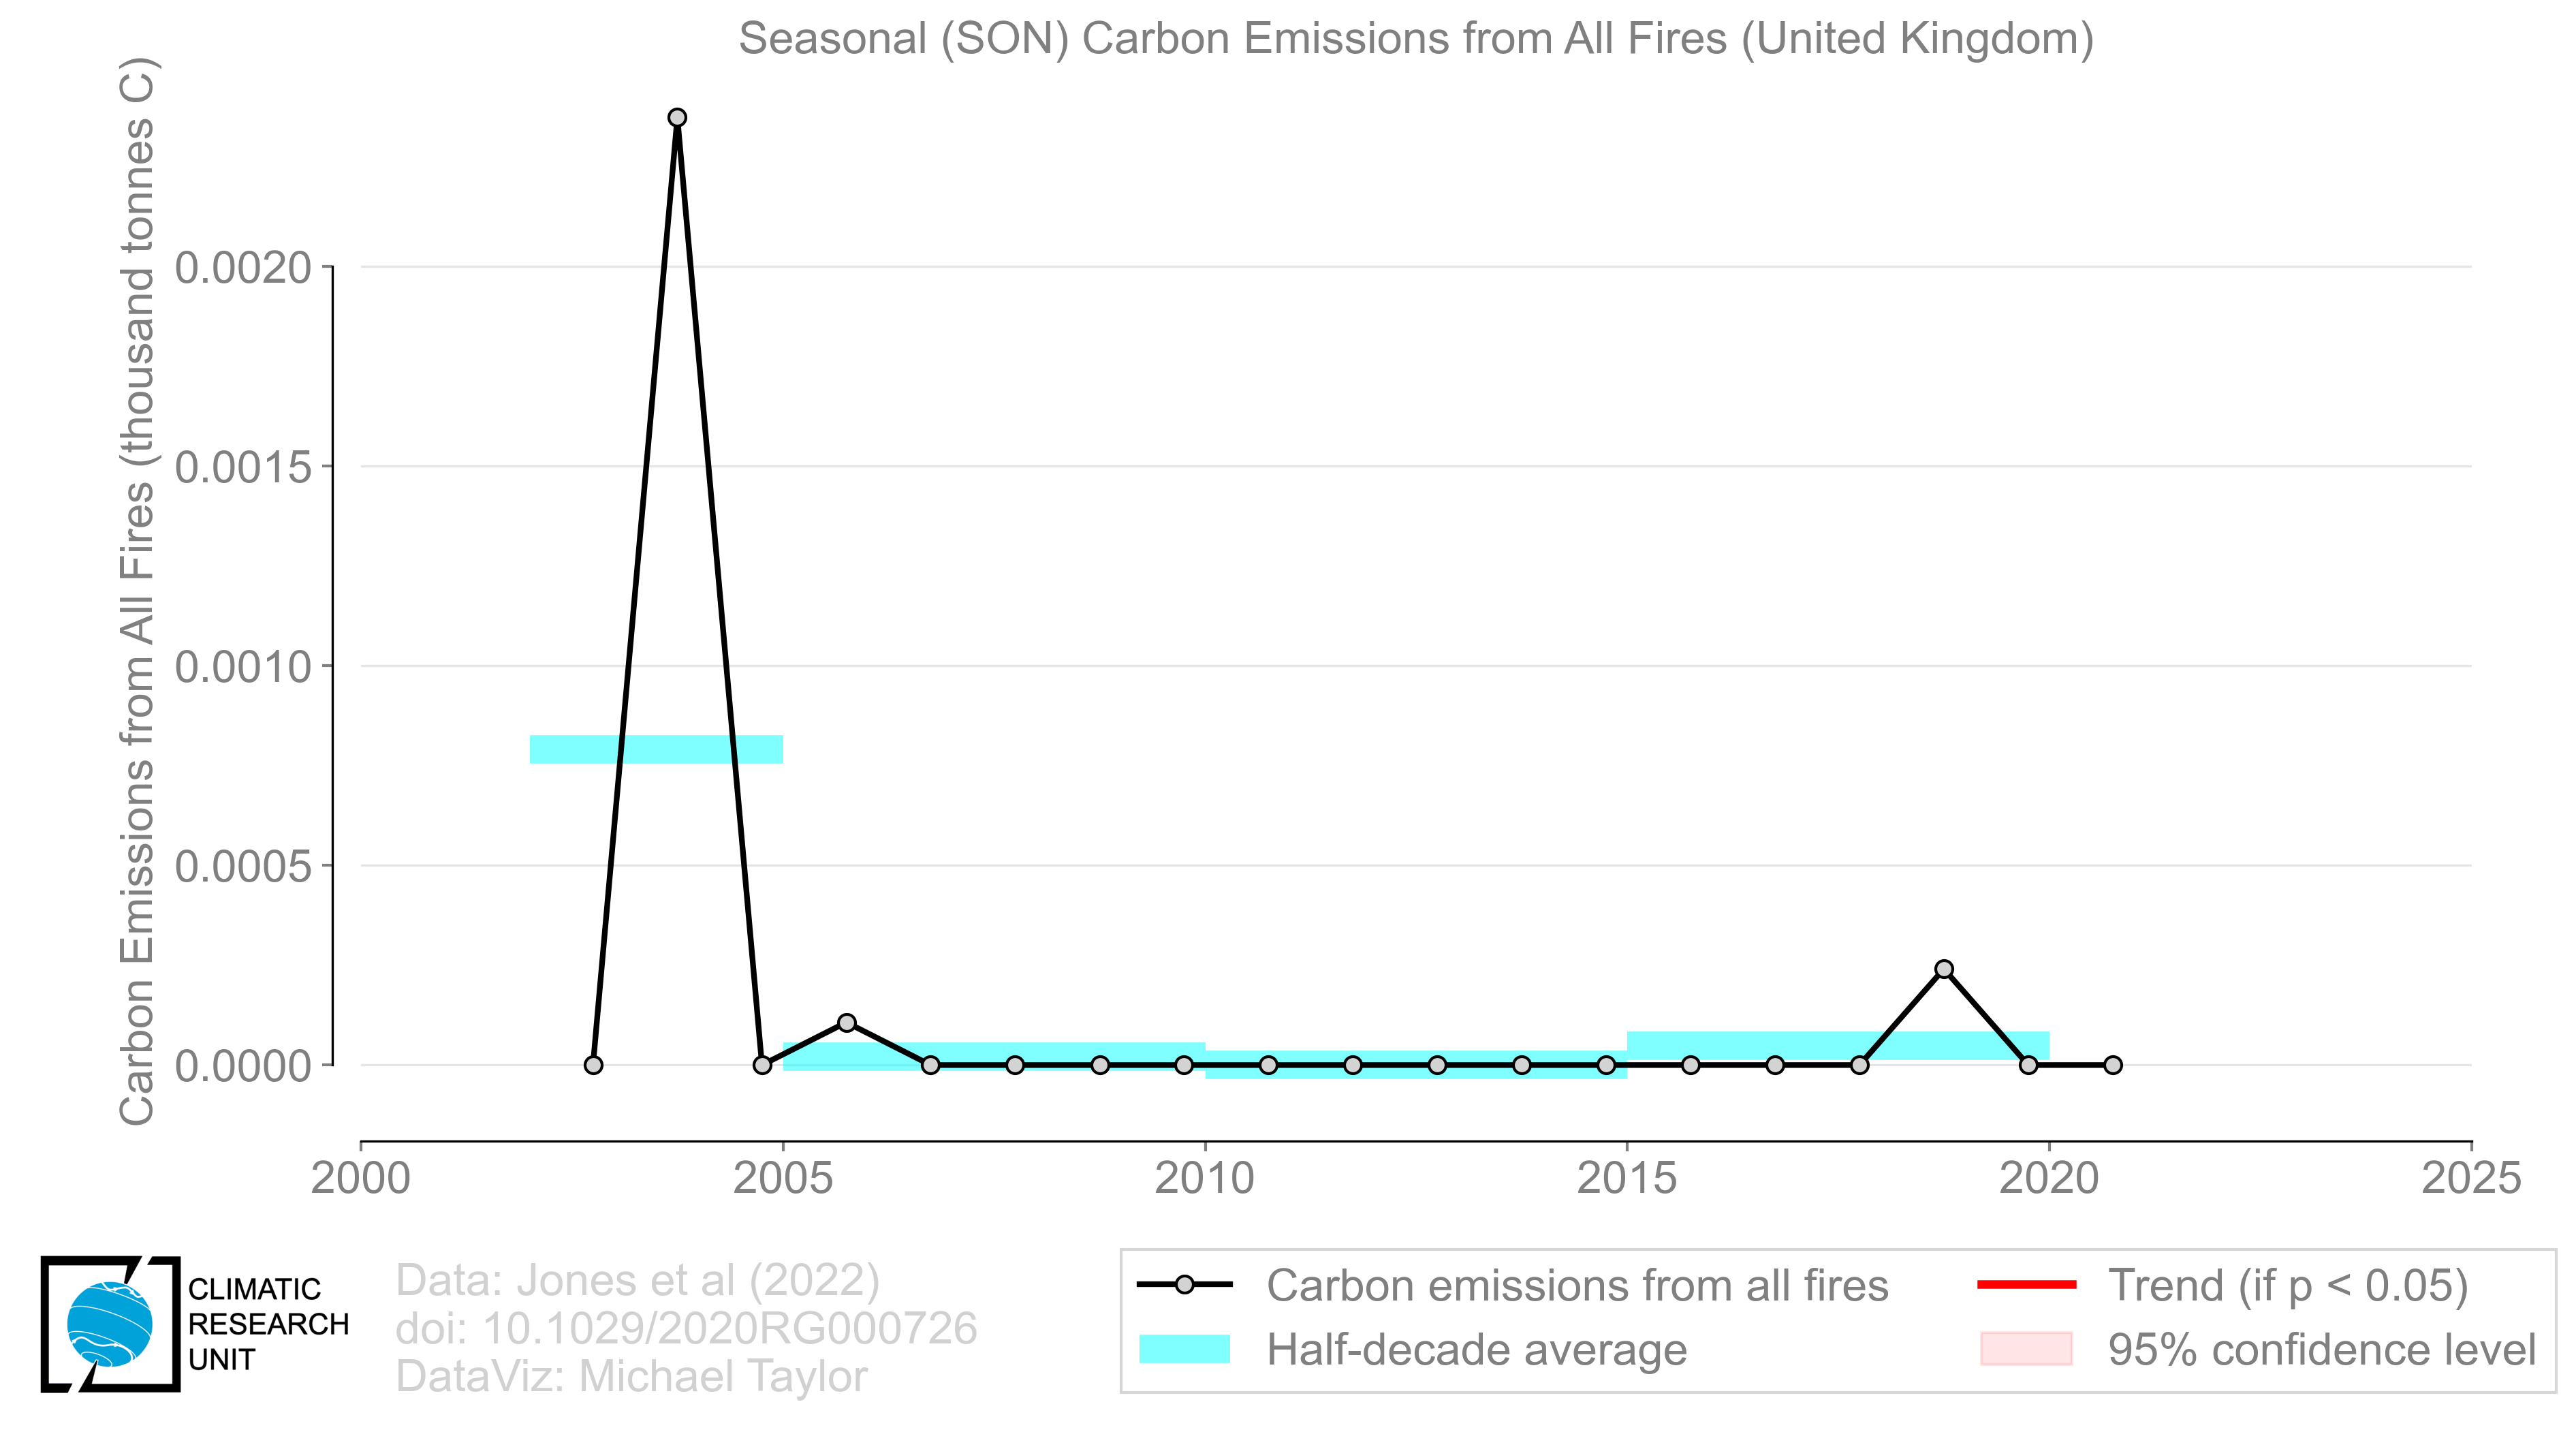 Seasonal (SON) Carbon Emissions from All Fires (United Kingdom)
Carbon Emissions from All Fires (thousand tonnes C)
0.0020
0.0015
0.0010
0.0005
0.0000
2000 2005 2010 2015 2020 2025
CLIMATIC
RESEARCH
UNIT
Data: Jones et al (2022)
doi: 10.1029/2020RG000726
DataViz: Michael Taylor
Carbon emissions from all fires
Half-decade average
Trend (if p < 0.05)
95% confidence level